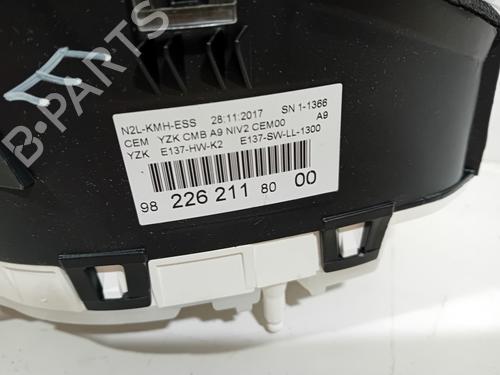 N2L-KMH-ESS 28:11:2017 SN 1-1366
CEM YZK CMB A9 NIV2 CEM00 A9
YZK E137-HW-K2 E137-SW-LL-1300
98 226 211 80 00
B-PARTS